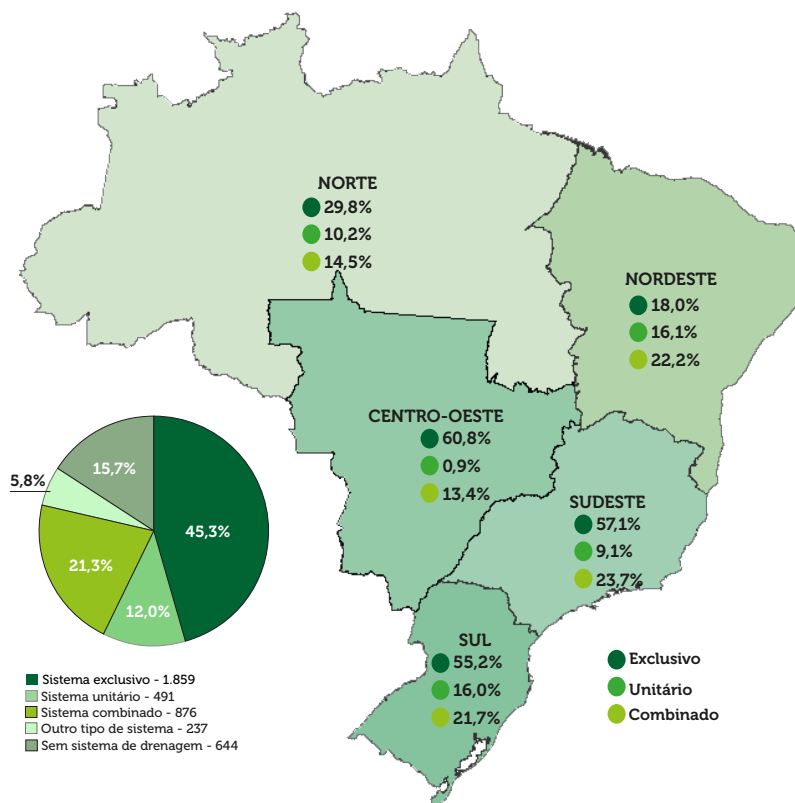 NORTE
29,8%
10,2%
14,5%
NORDESTE
18,0%
16,1%
22,2%
CENTRO-OESTE
60,8%
0,9%
13,4%
SUDESTE
57,1%
9,1%
23,7%
SUL
55,2%
16,0%
21,7%
15,7%
5,8%
45,3%
21,3%
12,0%
Sistema exclusivo - 1.859
Sistema unitário - 491
Sistema combinado - 876
Outro tipo de sistema - 237
Sem sistema de drenagem - 644
Exclusivo
Unitário
Combinado